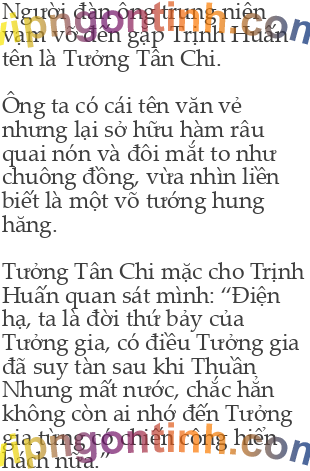 Người đàn ông trung niên
vạm vỡ đến gặp Trịnh Huấn
tên là Tưởng Tân Chi.
Ông ta có cái tên văn vẻ
nhưng lại sở hữu hàm râu
quai nón và đôi mắt to như
chuông đồng, vừa nhìn liền
biết là một võ tướng hung
hăng.
Tưởng Tân Chi mặc cho Trịnh
Huấn quan sát mình: “Điện
hạ, ta là đời thứ bảy của
Tưởng gia, có điều Tưởng gia
đã suy tàn sau khi Thuần
Nhung mất nước, chắc hẳn
không còn ai nhớ đến Tưởng
gia từng có chiến công hiển
hách nữa.”